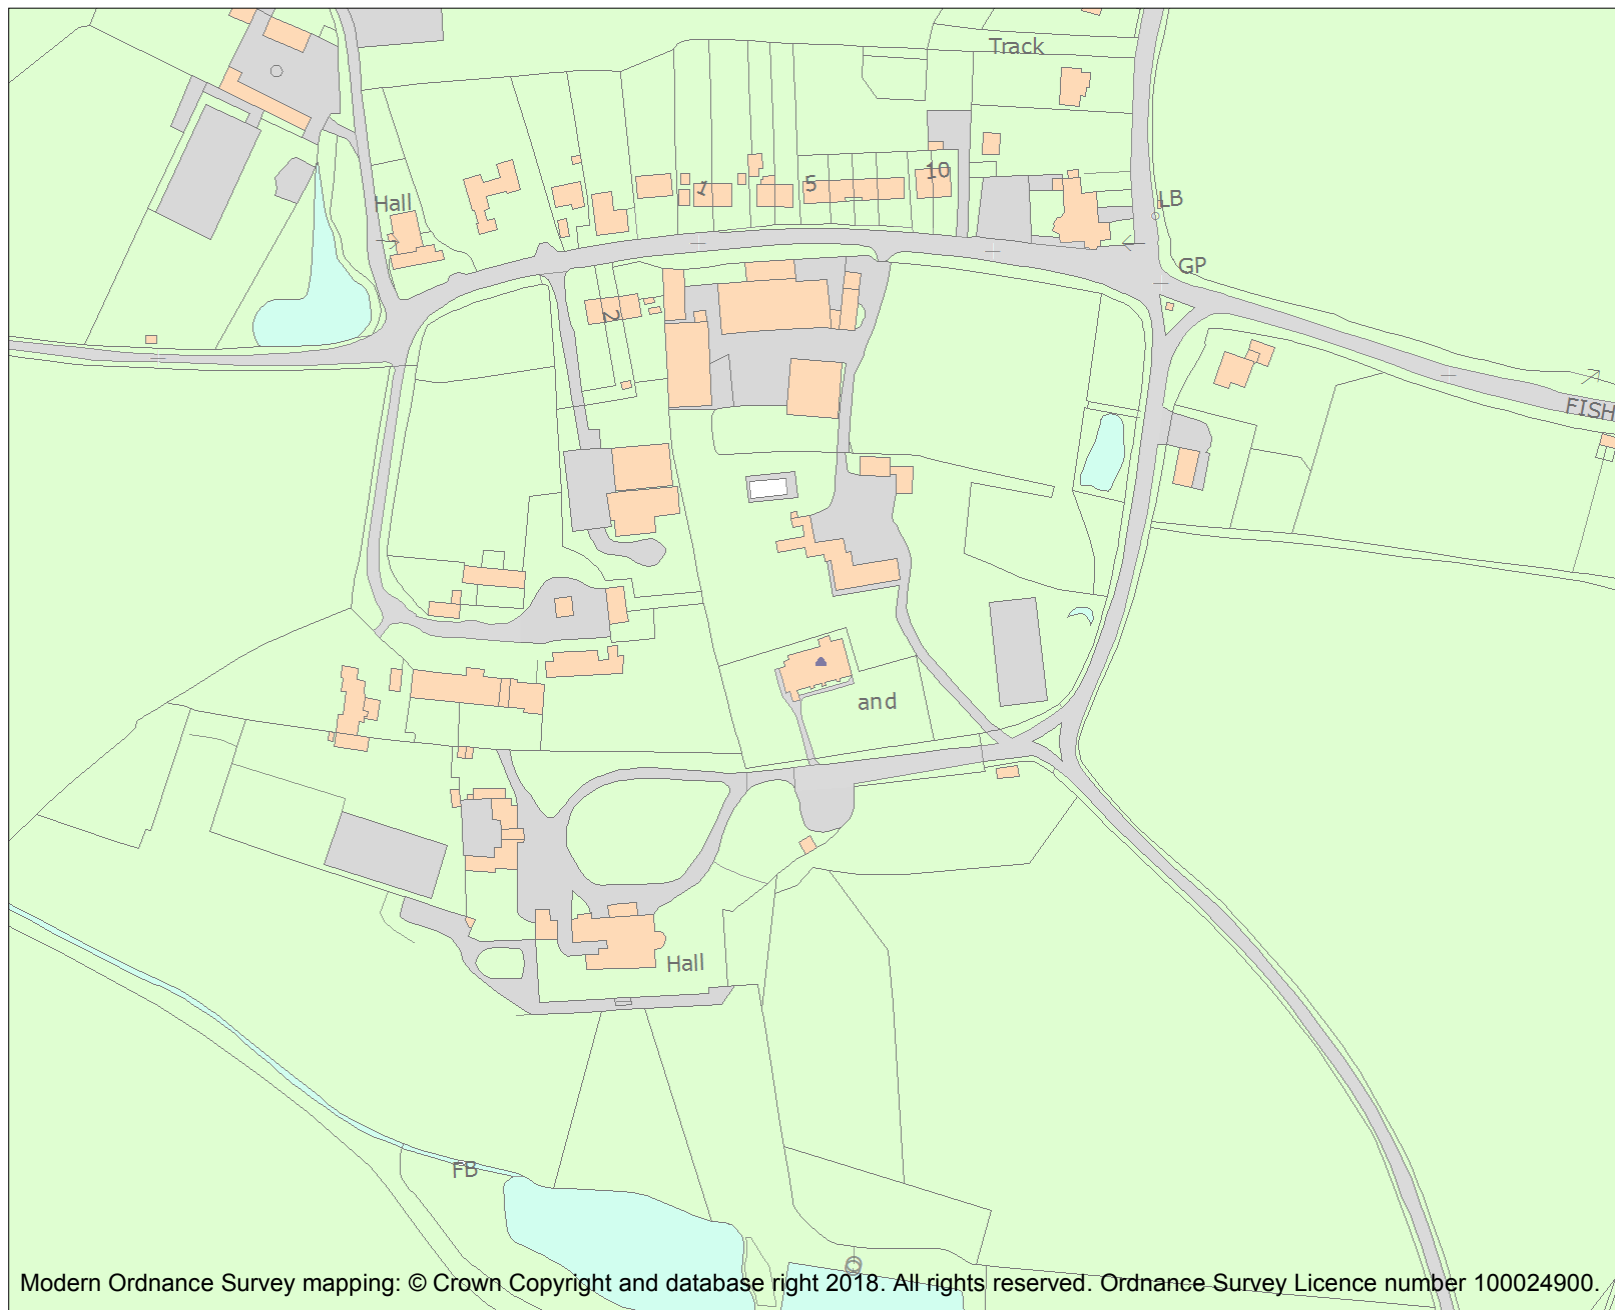 Track
Hall
1
5
10
LB
GP
2
FISH
and
Hall
FB
Modern Ordnance Survey mapping: © Crown Copyright and database right 2018. All rights reserved. Ordnance Survey Licence number 100024900.